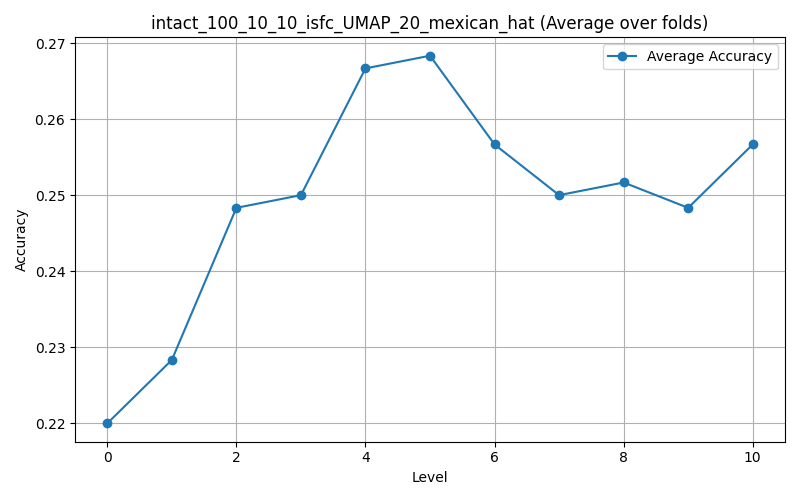 intact_100_10_10_isfc_UMAP_20_mexican_hat (Average over folds)
Average Accuracy
0.27
0.26
0.25
0.24
0.23
0.22
Accuracy
0 2 4 6 8 10
Level